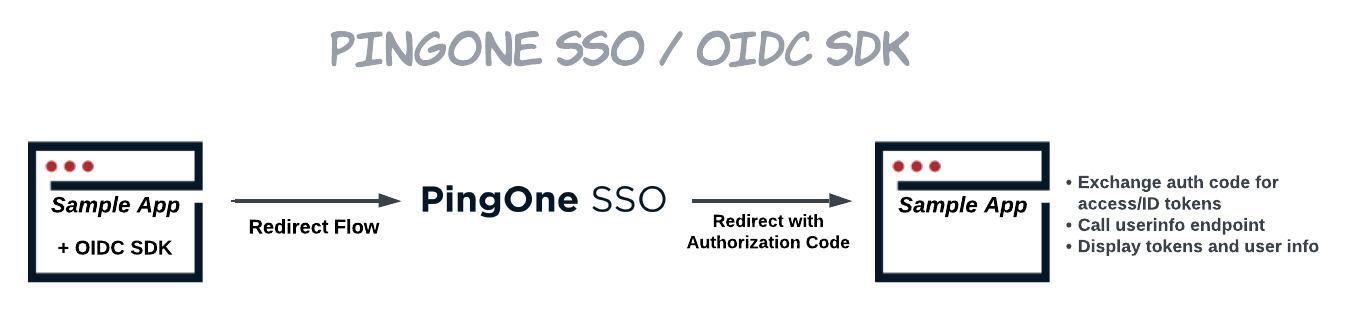 PINGONE SSO / OIDC SDK
Sample App
+ OIDC SDK
Redirect Flow
PingOne SSO
Redirect with
Authorization Code
Sample App
• Exchange auth code for
access/ID tokens
• Call userinfo endpoint
• Display tokens and user info